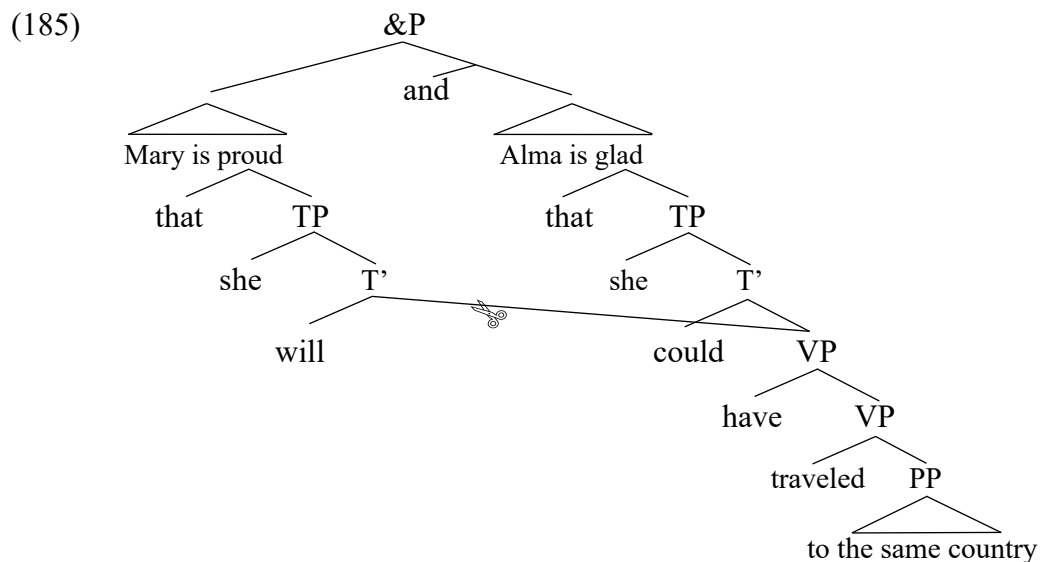 (185) &P
and
Mary is proud Alma is glad
that TP that TP
she T’ she T’
will could VP
have VP
traveled PP
to the same country